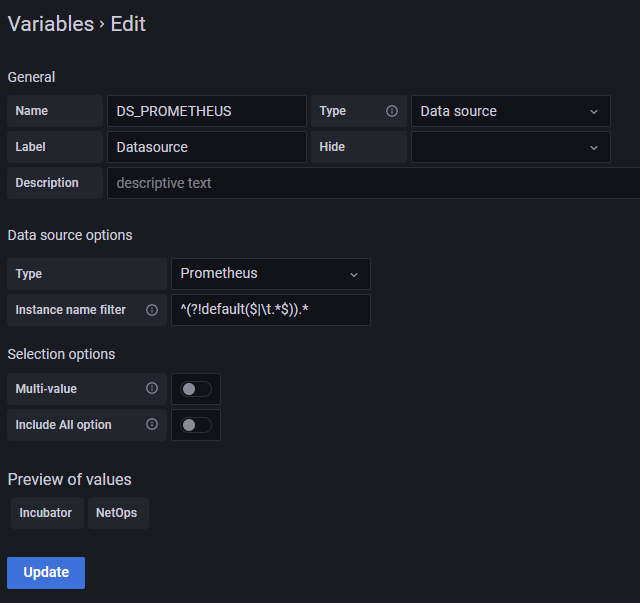 Variables › Edit
General
Name DS_PROMETHEUS Type Data source
Label Datasource Hide
Description descriptive text
Data source options
Type Prometheus
Instance name filter ^(?!default($|\t.*$)).*
Selection options
Multi-value
Include All option
Preview of values
Incubator NetOps
Update